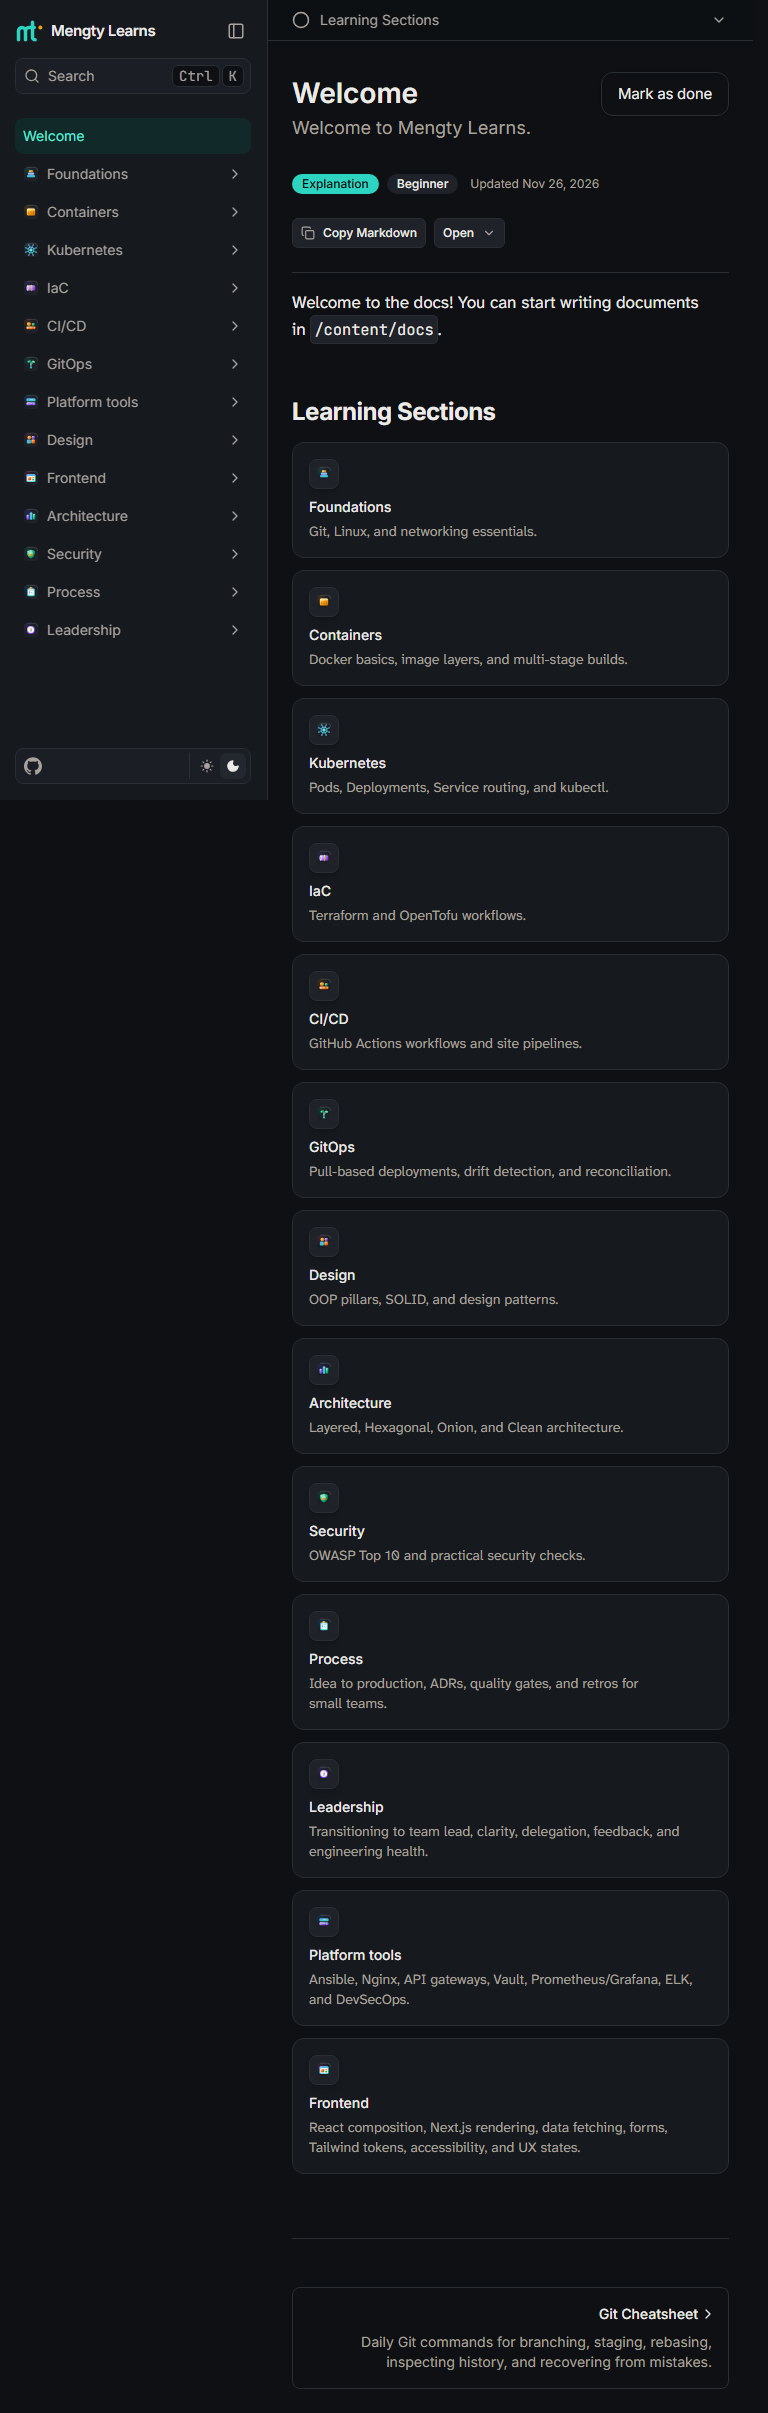 Mengty Learns
Search Ctrl K
Welcome
Foundations
Containers
Kubernetes
IaC
CI/CD
GitOps
Platform tools
Design
Frontend
Architecture
Security
Process
Leadership
Learning Sections
Welcome
Mark as done
Welcome to Mengty Learns.
Explanation Beginner Updated Nov 26, 2026
Copy Markdown Open
Welcome to the docs! You can start writing documents
in /content/docs.
Learning Sections
Foundations
Git, Linux, and networking essentials.
Containers
Docker basics, image layers, and multi-stage builds.
Kubernetes
Pods, Deployments, Service routing, and kubectl.
IaC
Terraform and OpenTofu workflows.
CI/CD
GitHub Actions workflows and site pipelines.
GitOps
Pull-based deployments, drift detection, and reconciliation.
Design
OOP pillars, SOLID, and design patterns.
Architecture
Layered, Hexagonal, Onion, and Clean architecture.
Security
OWASP Top 10 and practical security checks.
Process
Idea to production, ADRs, quality gates, and retros for
small teams.
Leadership
Transitioning to team lead, clarity, delegation, feedback, and
engineering health.
Platform tools
Ansible, Nginx, API gateways, Vault, Prometheus/Grafana, ELK,
and DevSecOps.
Frontend
React composition, Next.js rendering, data fetching, forms,
Tailwind tokens, accessibility, and UX states.
Git Cheatsheet
Daily Git commands for branching, staging, rebasing,
inspecting history, and recovering from mistakes.